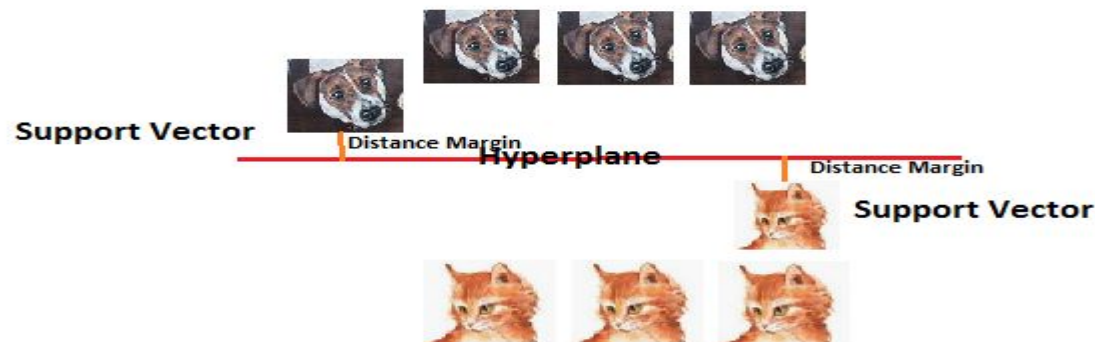 Support Vector
Distance Margin
Hyperplane
Distance Margin
Support Vector